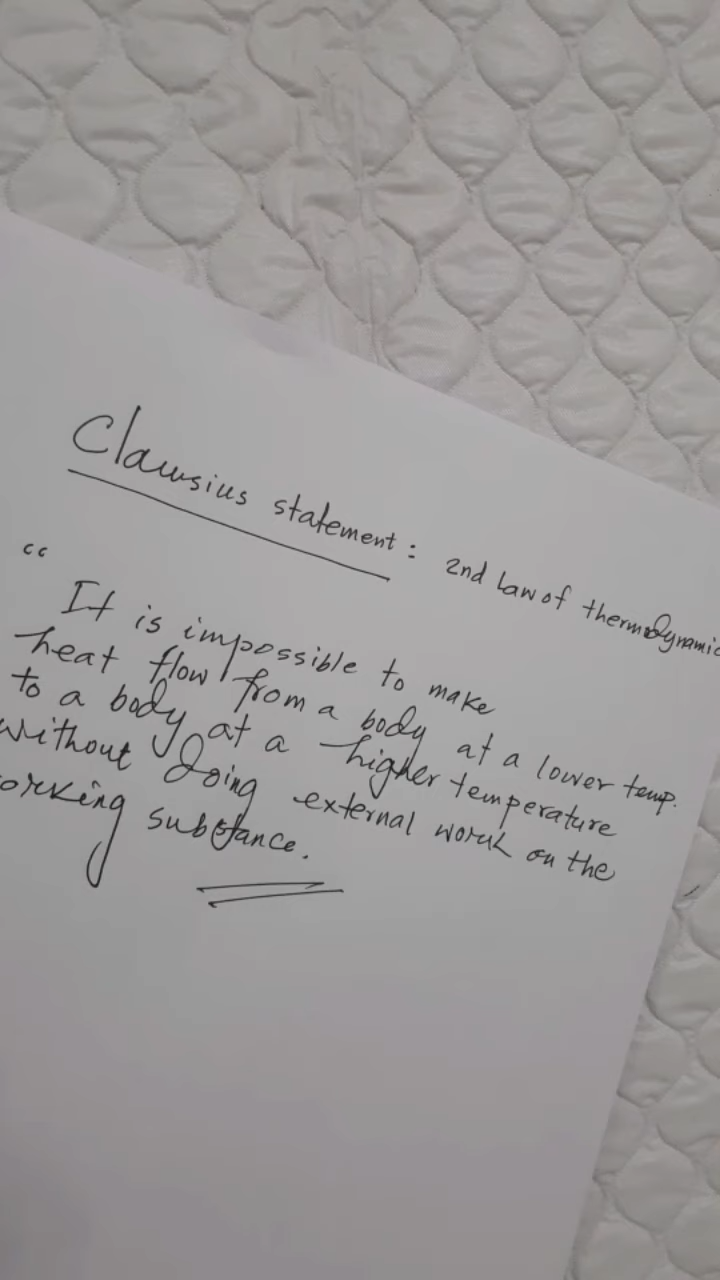 Clausius statement : 2nd law of thermodynamic
“ It is impossible to make
heat flow from a body at a lower temp.
to a body at a higher temperature
without doing external work on the
orking substance.